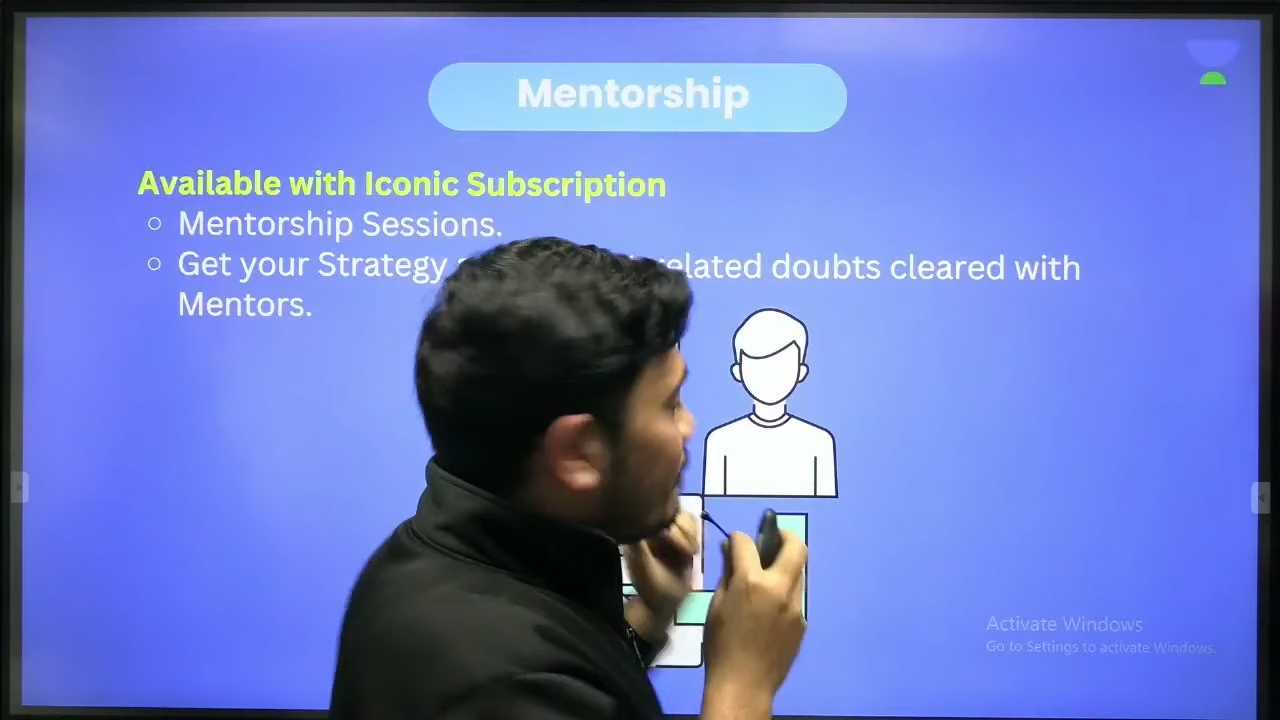 Mentorship
Available with Iconic Subscription
Mentorship Sessions.
Get your Strategy related doubts cleared with
Mentors.
Activate Windows
Go to Settings to activate Windows.